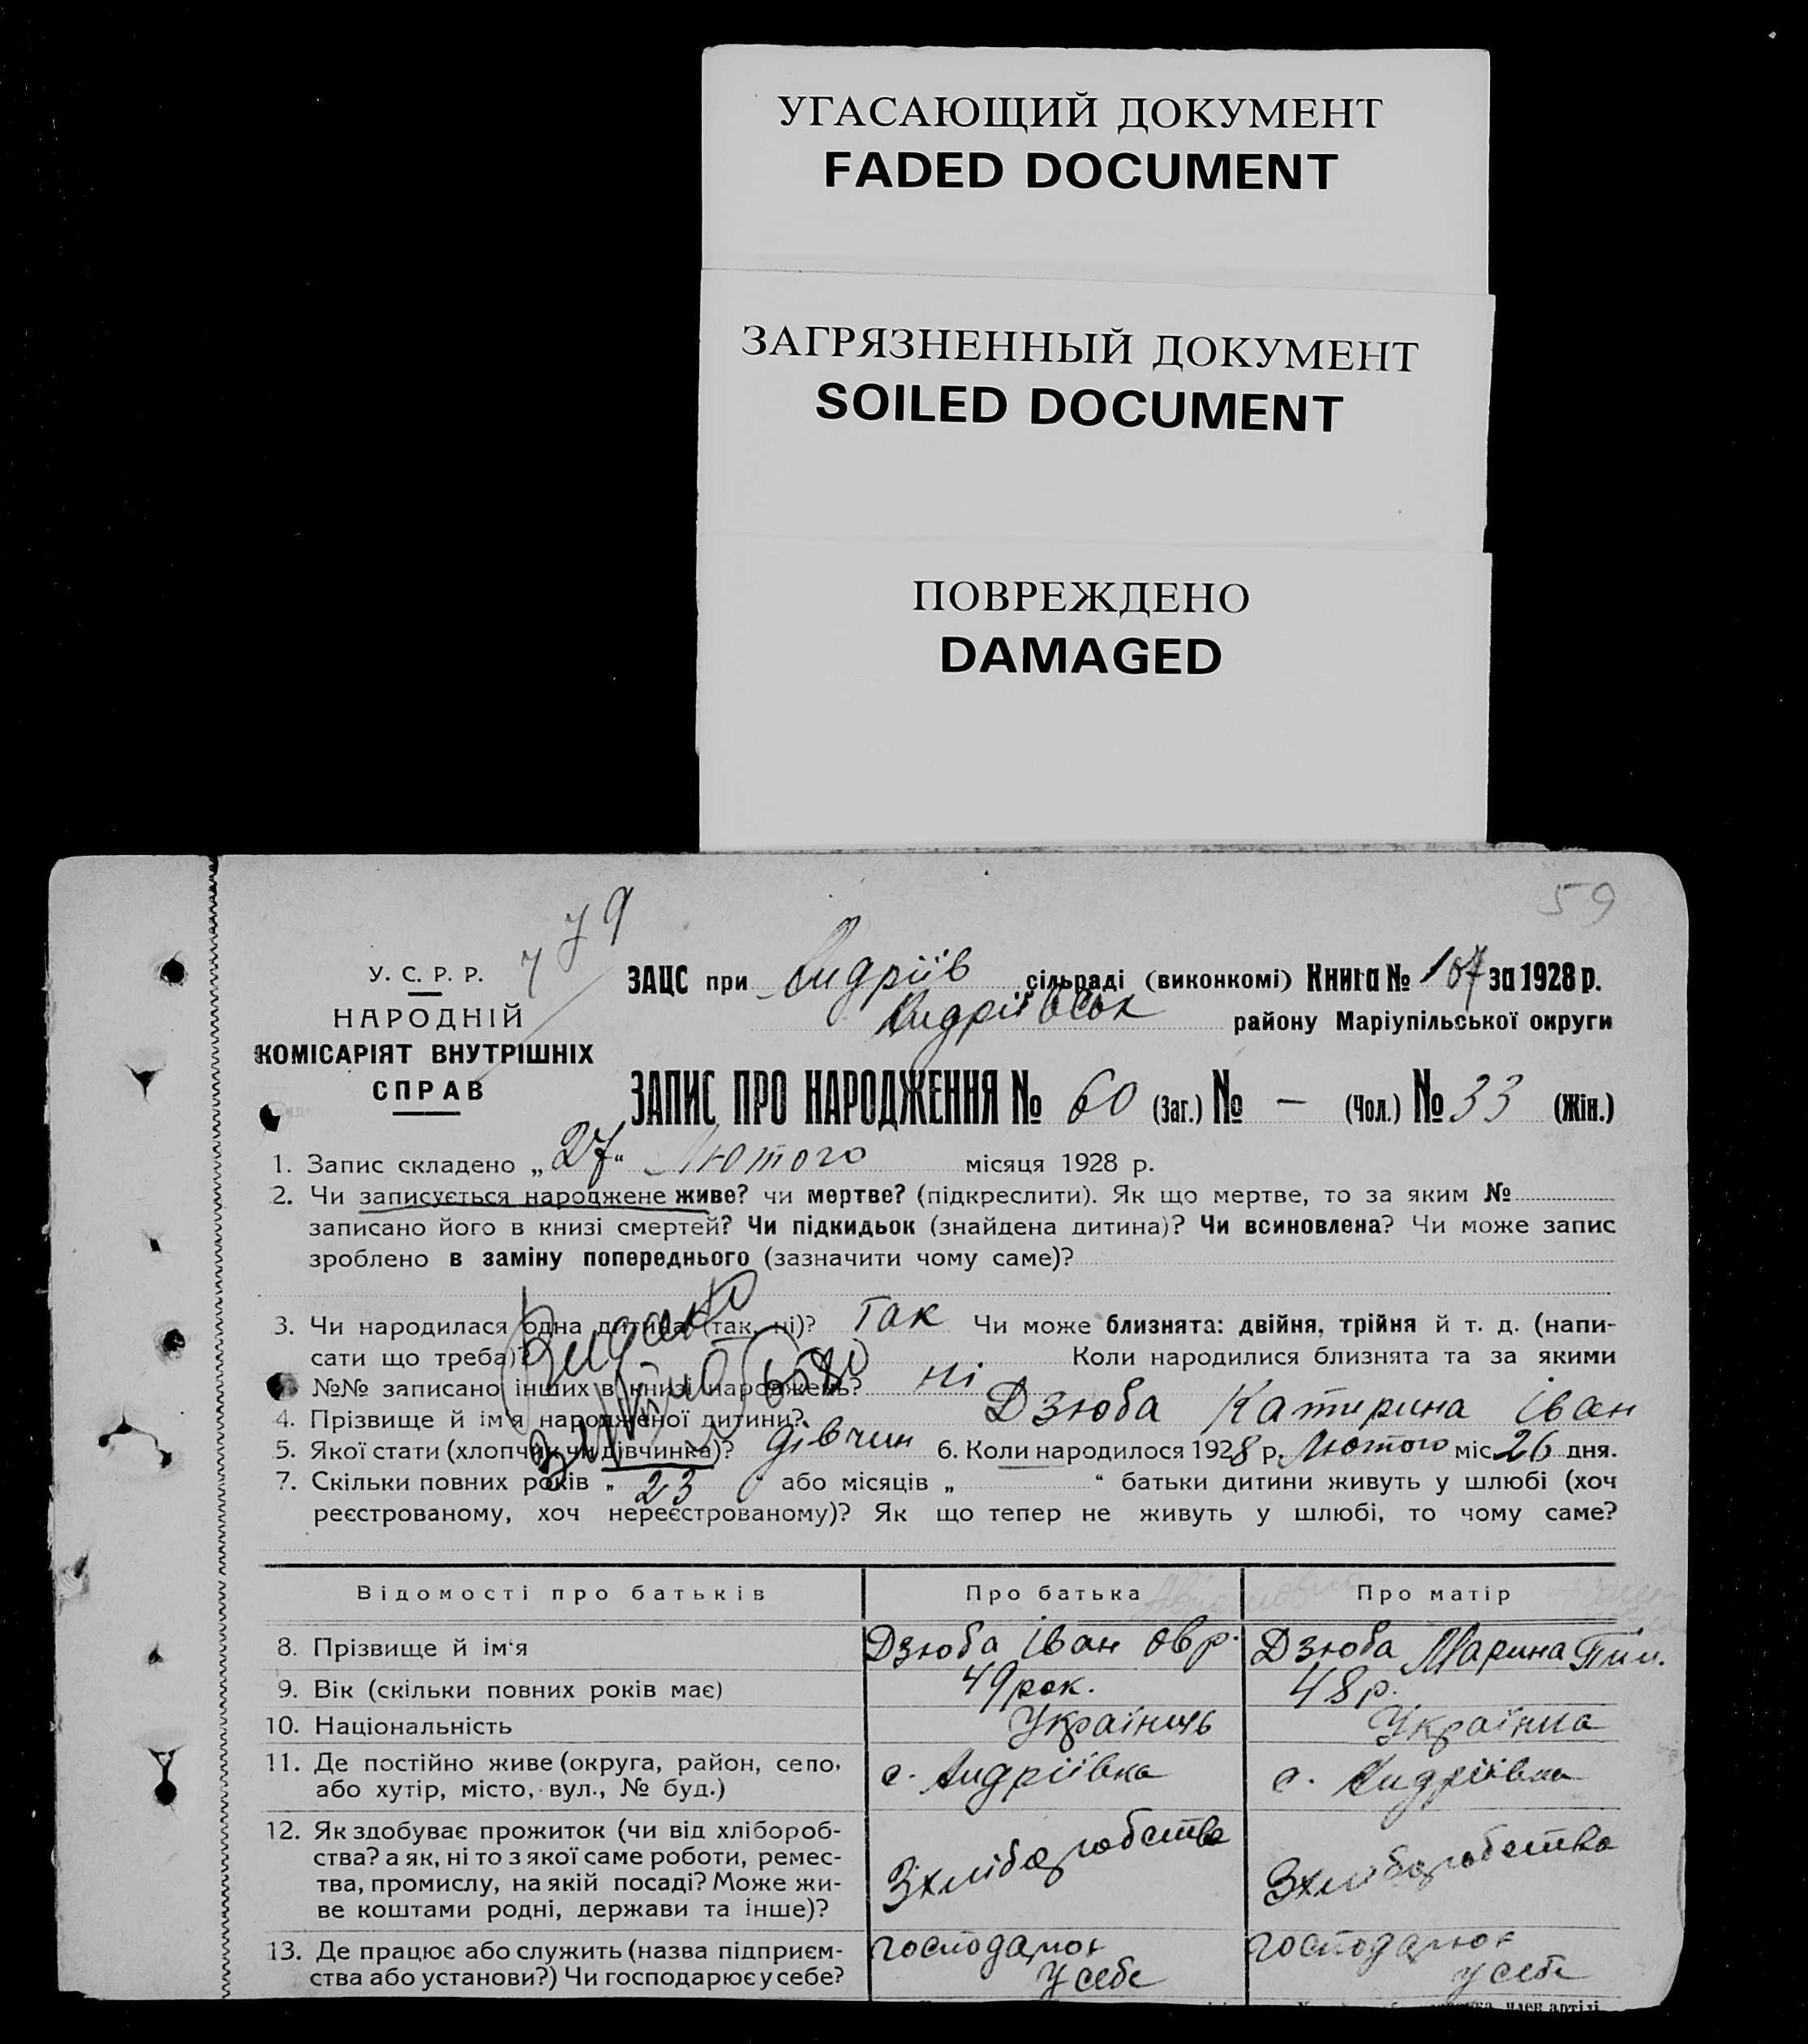 УГАСАЮЩИЙ ДОКУМЕНТ
FADED DOCUMENT
ЗАГРЯЗНЕННЫЙ ДОКУМЕНТ
SOILED DOCUMENT
ПОВРЕЖДЕНО
DAMAGED
59
79
У. С. Р. Р.
НАРОДНІЙ
КОМІСАРІЯТ ВНУТРІШНІХ
СПРАВ
ЗАЦС при Андріїв сільраді (виконкомі) Книга № 107 за 1928 р.
Андріївськ району Маріупільської округи
ЗАПИС ПРО НАРОДЖЕННЯ № 60 (Заг.) № — (Чол.) № 33 (Жін.)
1. Запис складено „27“ Лютого місяця 1928 р.
2. Чи записується народжене живе? чи мертве? (підкреслити). Як що мертве, то за яким №
записано його в книзі смертей? Чи підкидьок (знайдена дитина)? Чи всиновлена? Чи може запис
зроблено в заміну попереднього (зазначити чому саме)?
3. Чи народилася одна дитина (так, ні)? Так Чи може близнята: двійня, трійня й т. д. (напи-
сати що треба)? Коли народилися близнята та за якими
№№ записано інших в книзі народжень? ні
4. Прізвище й ім'я народженої дитини? Дзюба Катирина Іван
5. Якої стати (хлопчик чи дівчинка)? дівчин 6. Коли народилося 1928 р. Лютого міс. 26 дня.
7. Скільки повних років „ 23 “ або місяців „ “ батьки дитини живуть у шлюбі (хоч
реєстрованому, хоч нереєстрованому)? Як що тепер не живуть у шлюбі, то чому саме?
Видано
Відомості про батьків Про батька Про матір
8. Прізвище й ім'я Дзюба Іван Овр. Дзюба Марина Тим.
9. Вік (скільки повних років має) 49 рок. 48 р.
10. Національність Українць Українка
11. Де постійно живе (округа, район, село, с. Андріївка с. Андріївка
або хутір, місто, вул., № буд.)
12. Як здобуває прожиток (чи від хлібороб- Зхліборобства Зхліборобства
ства? а як, ні то з якої саме роботи, ремес-
тва, промислу, на якій посаді? Може жи-
ве коштами родні, держави та інше)?
13. Де працює або служить (назва підприєм- господарює господарює
ства або установи?) Чи господарює у себе? у себе у себе
член артілі